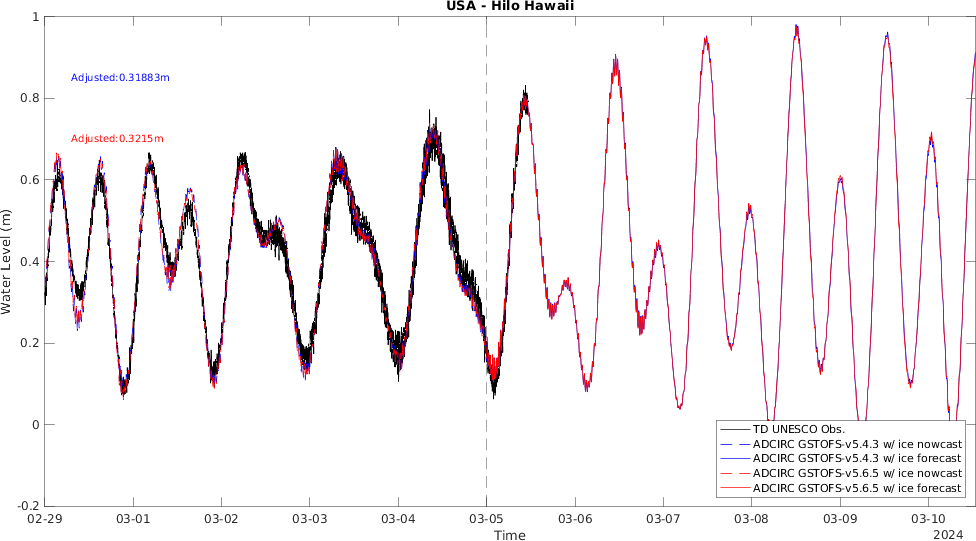 USA - Hilo Hawaii
1
Adjusted:0.31883m
0.8
Adjusted:0.3215m
0.6
0.4
0.2
0
-0.2
Water Level (m)
TD UNESCO Obs.
ADCIRC GSTOFS-v5.4.3 w/ ice nowcast
ADCIRC GSTOFS-v5.4.3 w/ ice forecast
ADCIRC GSTOFS-v5.6.5 w/ ice nowcast
ADCIRC GSTOFS-v5.6.5 w/ ice forecast
02-29 03-01 03-02 03-03 03-04 03-05 03-06 03-07 03-08 03-09 03-10
Time
2024